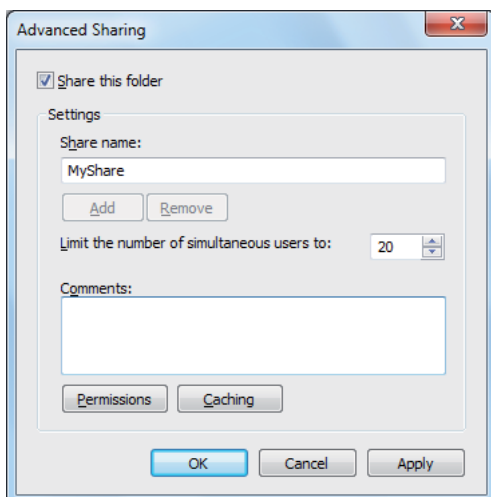 Advanced Sharing
Share this folder
Settings
Share name:
MyShare
Add Remove
Limit the number of simultaneous users to: 20
Comments:
Permissions Caching
OK Cancel Apply